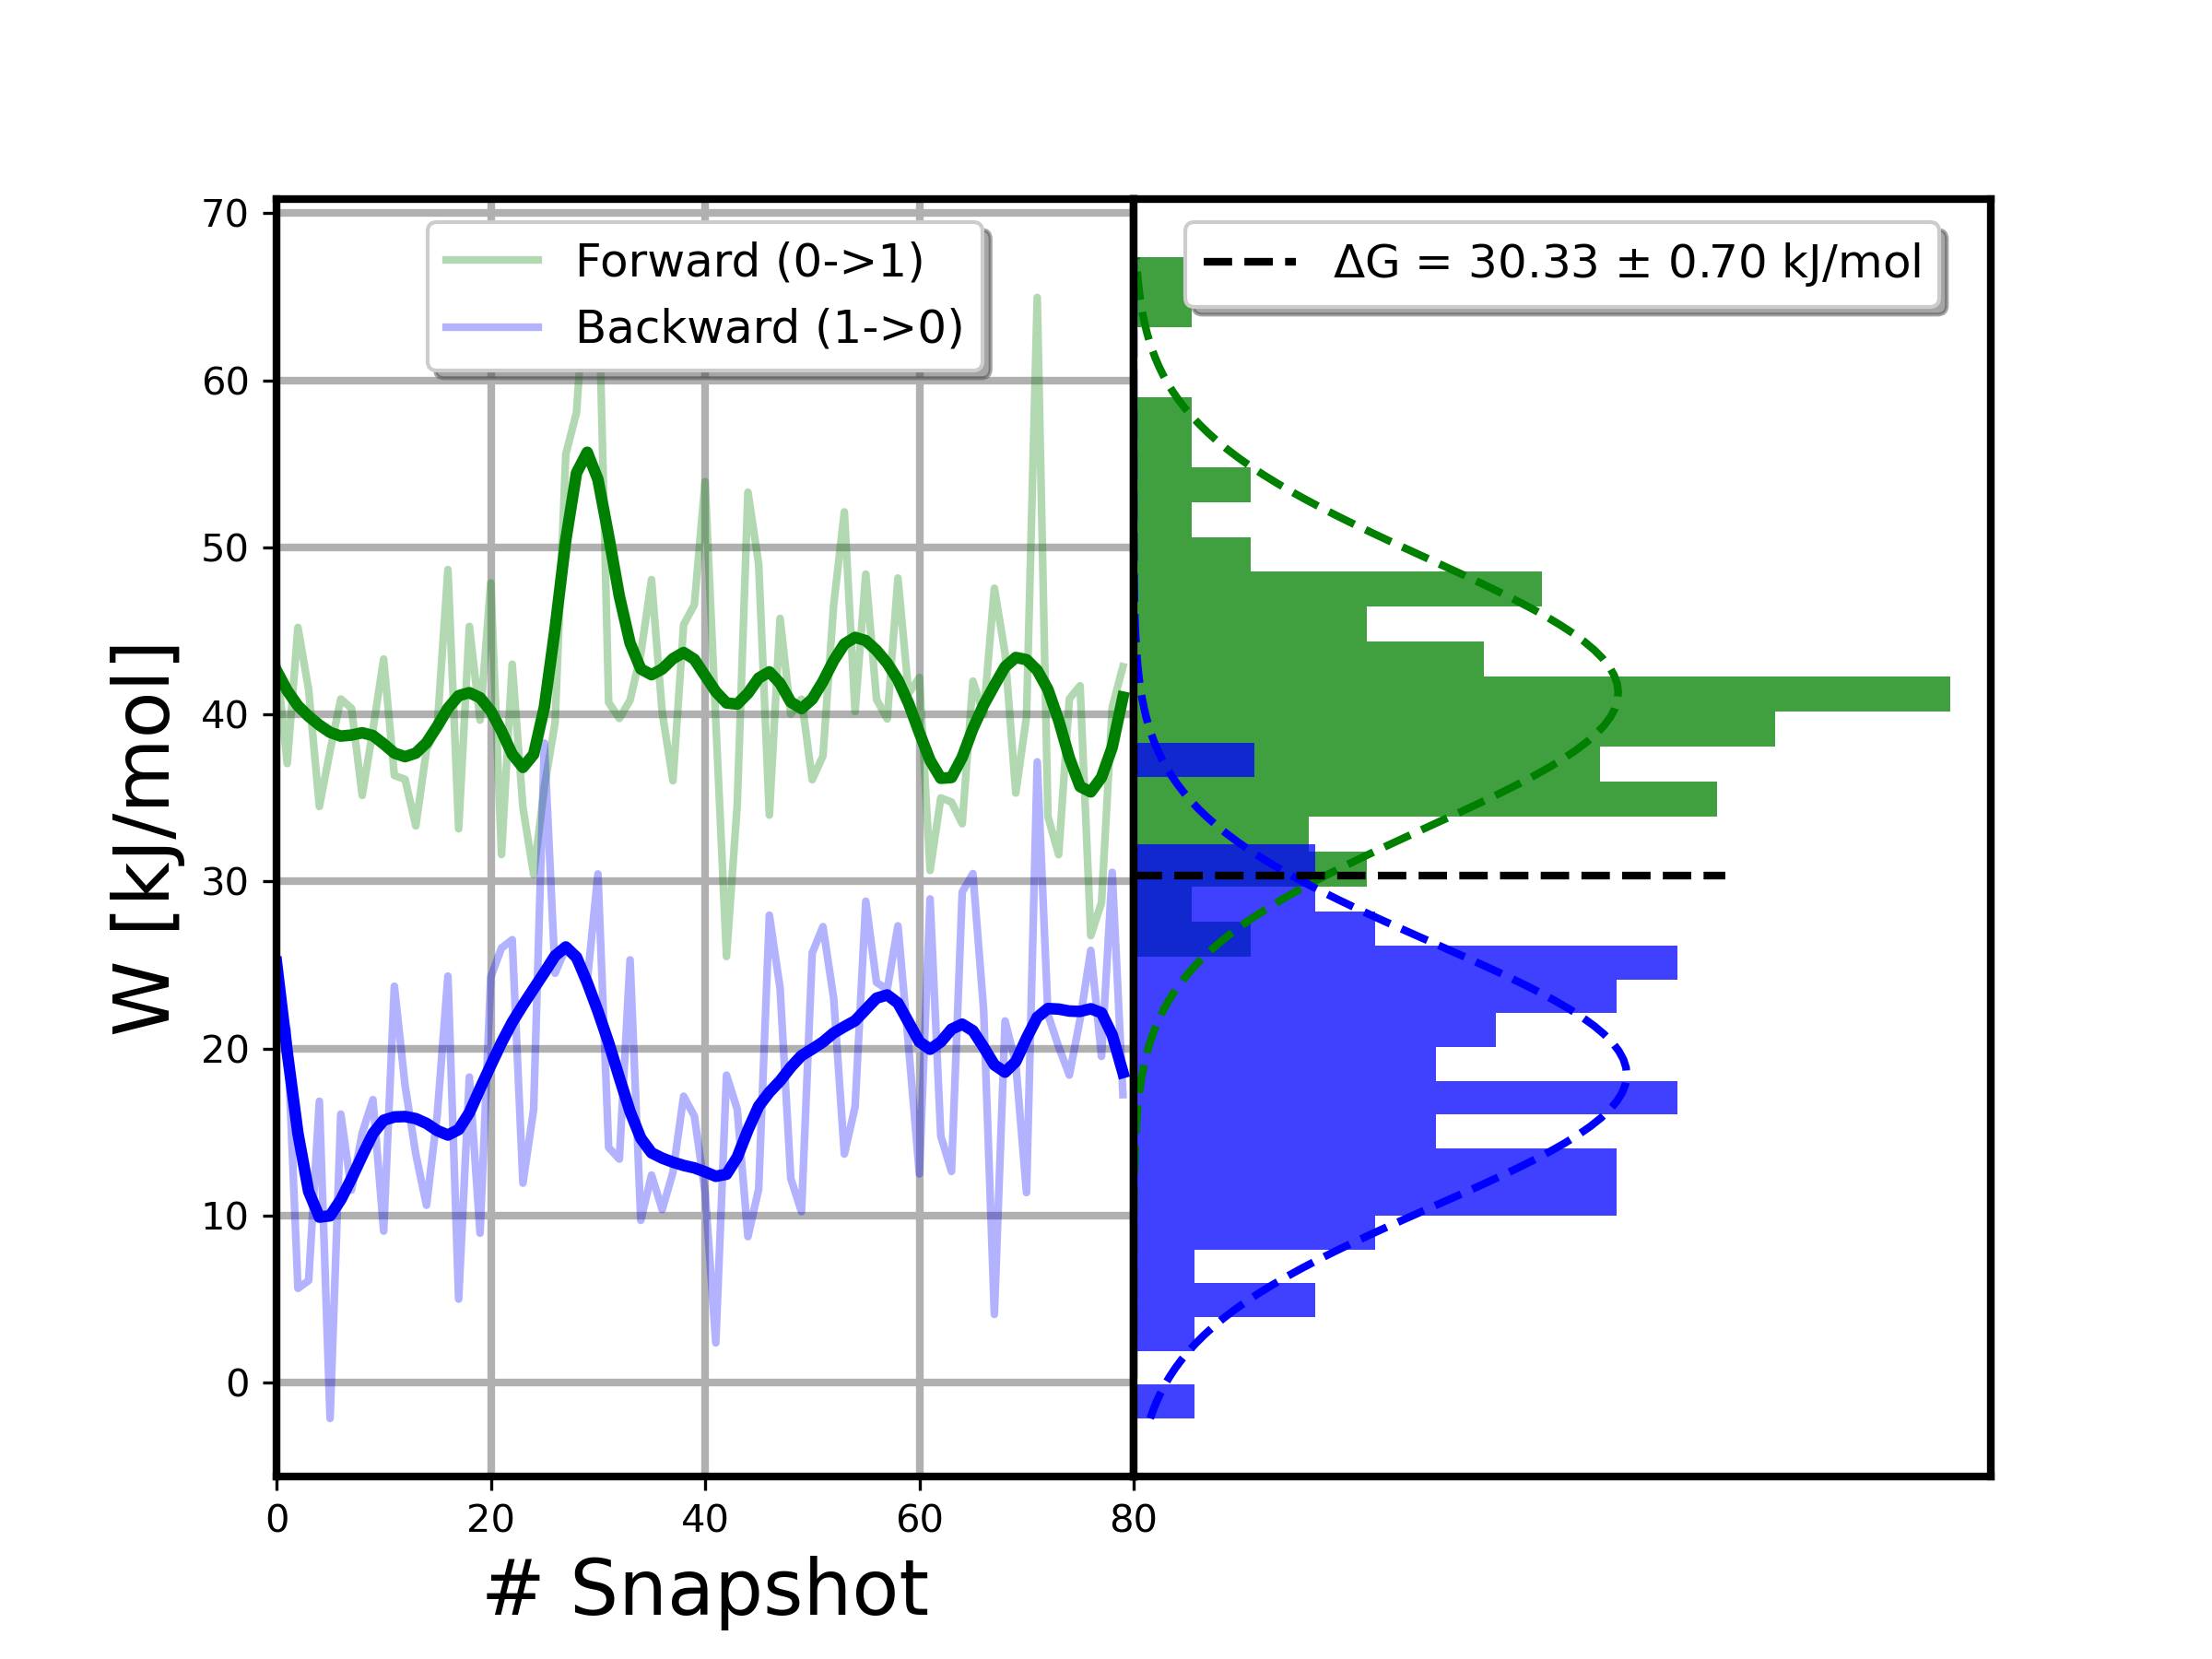 70
60
50
40
30
20
10
0
W [kJ/mol]
Forward (0->1)
Backward (1->0)
ΔG = 30.33 ± 0.70 kJ/mol
0 20 40 60 80
# Snapshot